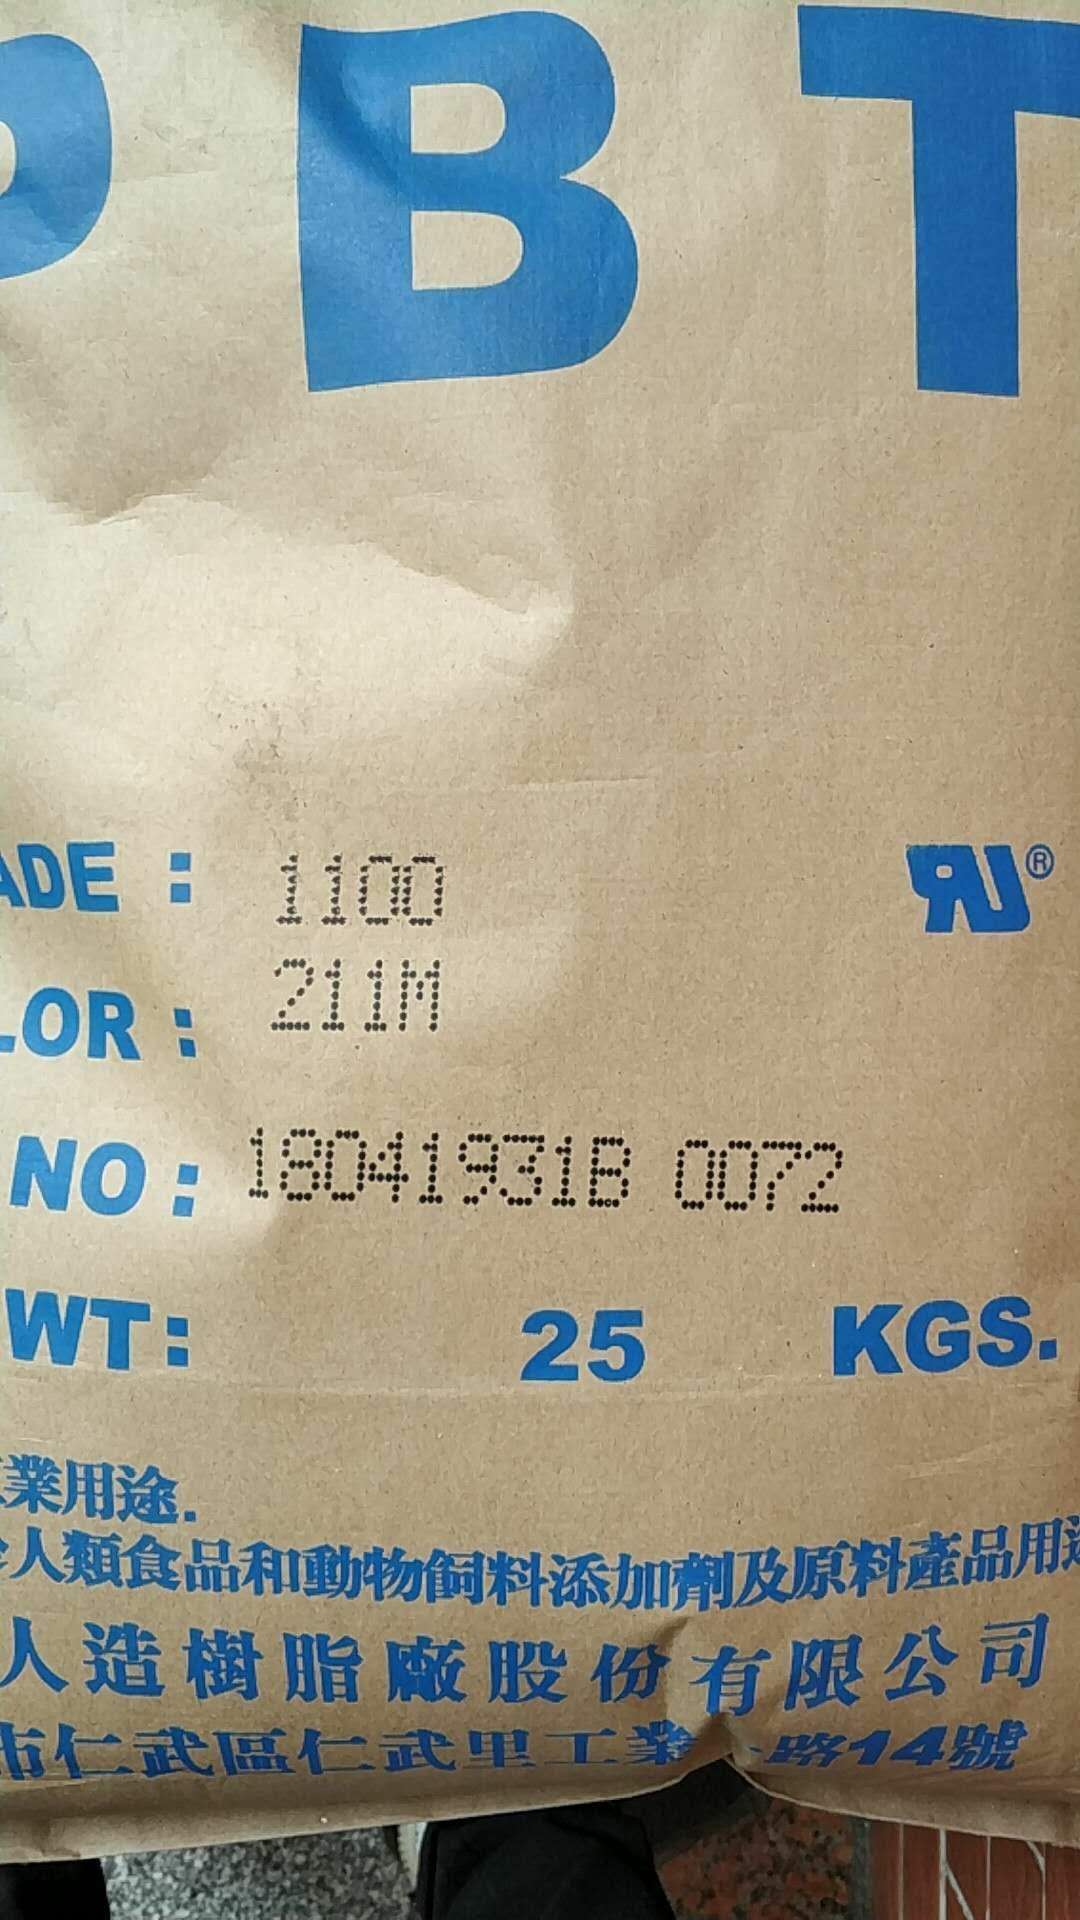 PBT
ADE : 1100
LOR : 211M
NO : 18041931B 0072
WT: 25 KGS.
業用途.
人類食品和動物飼料添加劑及原料產品用途
人造樹脂廠股份有限公司
市仁武區仁武里工業一路14號